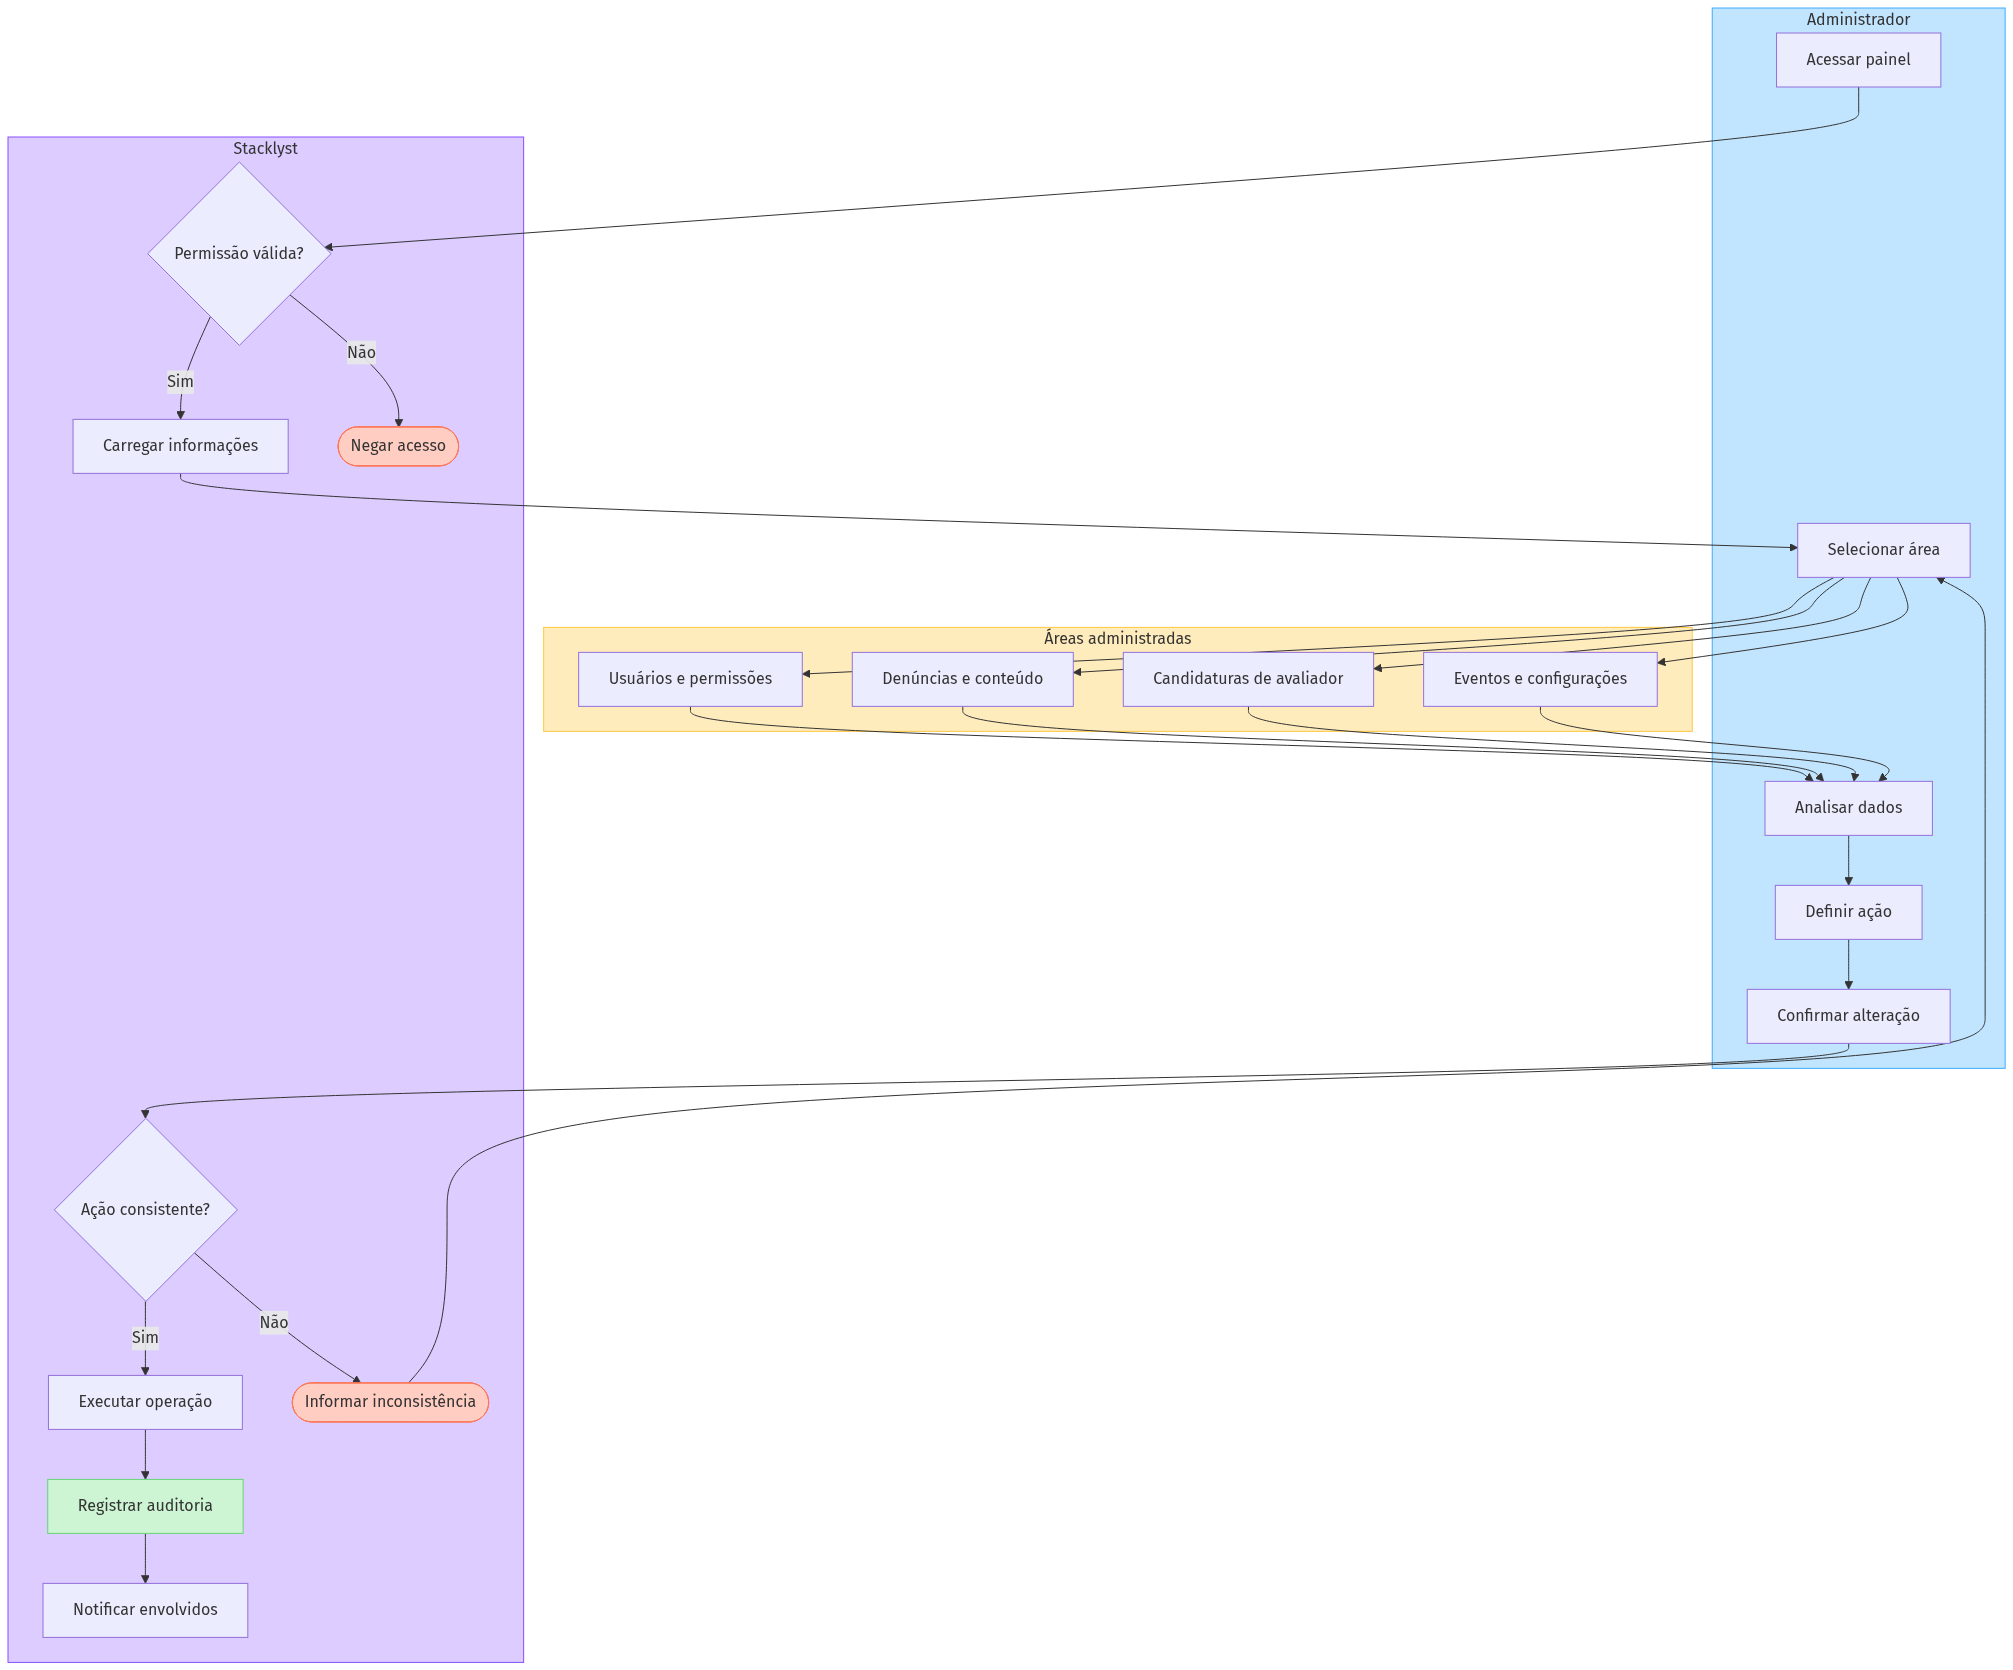 Administrador
Acessar painel
Stacklyst
Permissão válida?
Não
Sim
Carregar informações
Negar acesso
Selecionar área
Áreas administradas
Usuários e permissões
Denúncias e conteúdo
Candidaturas de avaliador
Eventos e configurações
Analisar dados
Definir ação
Confirmar alteração
Ação consistente?
Não
Sim
Executar operação
Informar inconsistência
Registrar auditoria
Notificar envolvidos